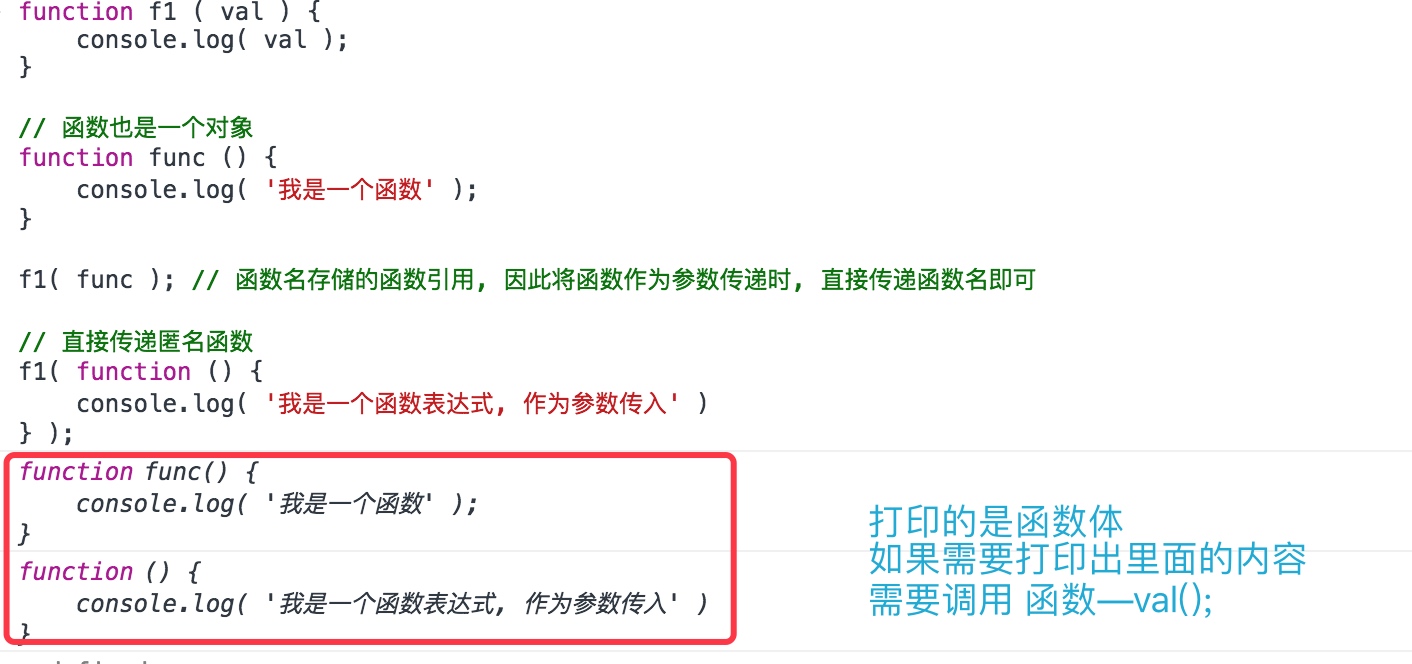 function f1 ( val ) {
    console.log( val );
}
// 函数也是一个对象
function func () {
    console.log( '我是一个函数' );
}
f1( func ); // 函数名存储的函数引用, 因此将函数作为参数传递时, 直接传递函数名即可
// 直接传递匿名函数
f1( function () {
    console.log( '我是一个函数表达式, 作为参数传入' )
} );
function func() {
    console.log( '我是一个函数' );
}
function () {
    console.log( '我是一个函数表达式, 作为参数传入' )
}
打印的是函数体
如果需要打印出里面的内容
需要调用 函数—val();